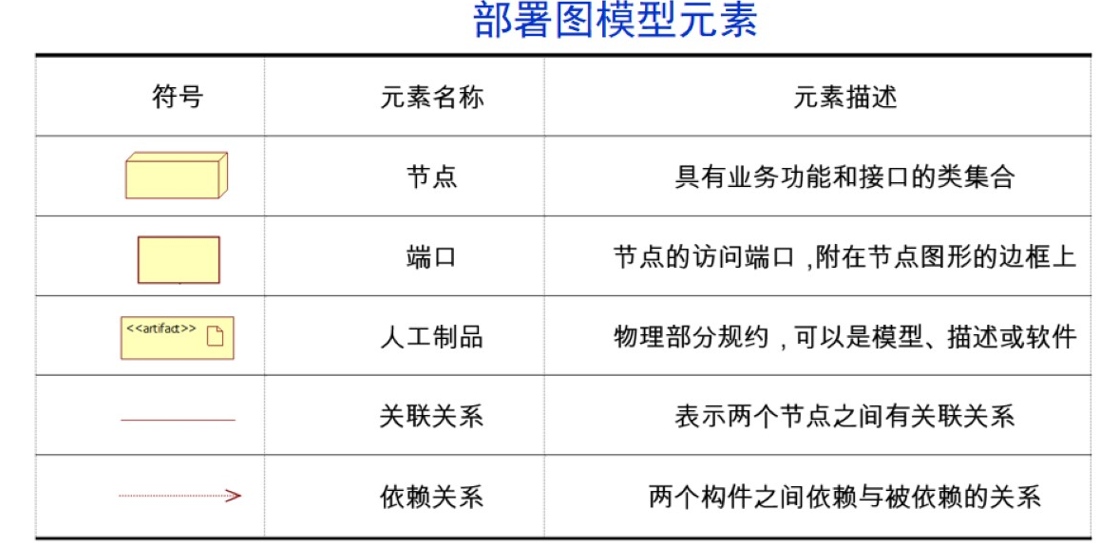 部署图模型元素
符号 元素名称 元素描述
节点 具有业务功能和接口的类集合
端口 节点的访问端口 ,附在节点图形的边框上
<<artifact>> 人工制品 物理部分规约 , 可以是模型、描述或软件
关联关系 表示两个节点之间有关联关系
依赖关系 两个构件之间依赖与被依赖的关系